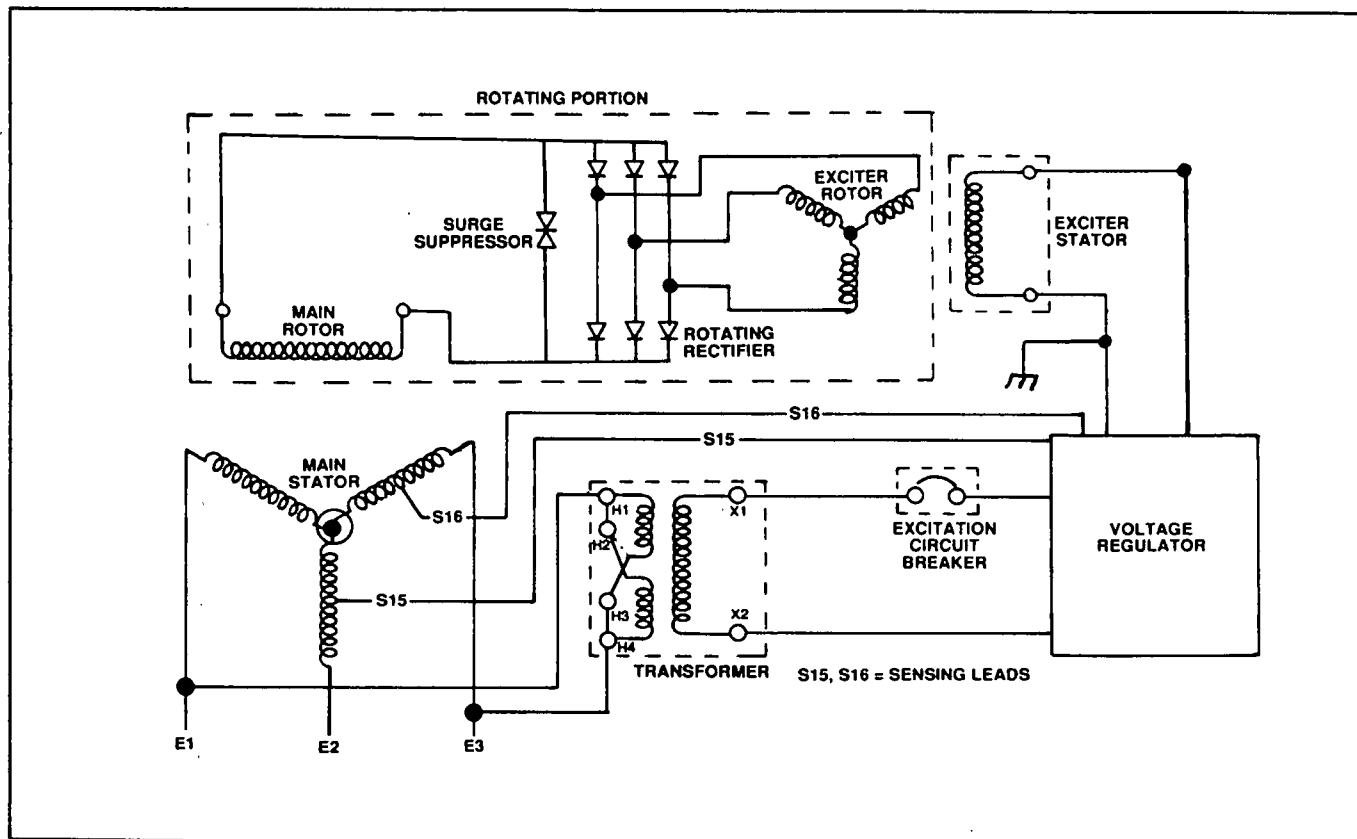 ROTATING PORTION
EXCITER
ROTOR
SURGE
SUPPRESSOR
EXCITER
STATOR
MAIN
ROTOR
ROTATING
RECTIFIER
S16
S15
MAIN
STATOR
S16
S15
H1
H2
H3
H4
X1
X2
TRANSFORMER
EXCITATION
CIRCUIT
BREAKER
VOLTAGE
REGULATOR
S15, S16 = SENSING LEADS
E1
E2
E3